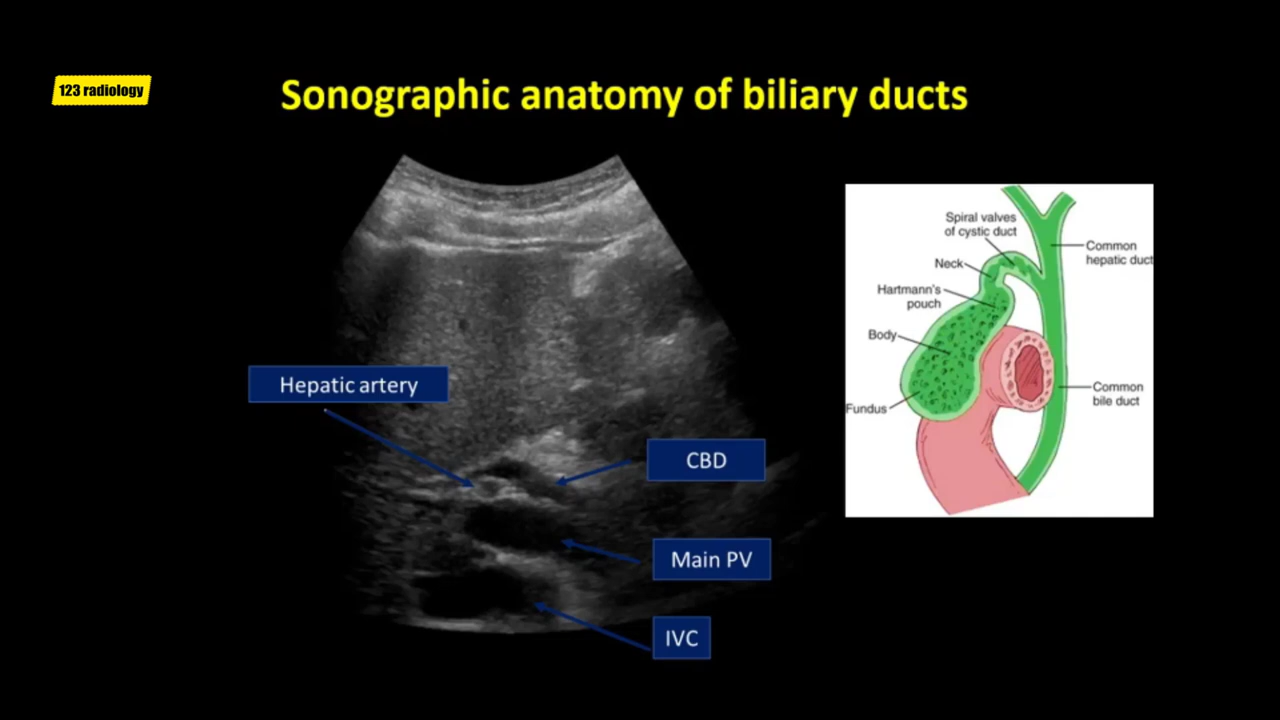 123 radiology
Sonographic anatomy of biliary ducts
Hepatic artery
CBD
Main PV
IVC
Spiral valves
of cystic duct
Neck
Hartmann's
pouch
Body
Fundus
Common
hepatic duct
Common
bile duct